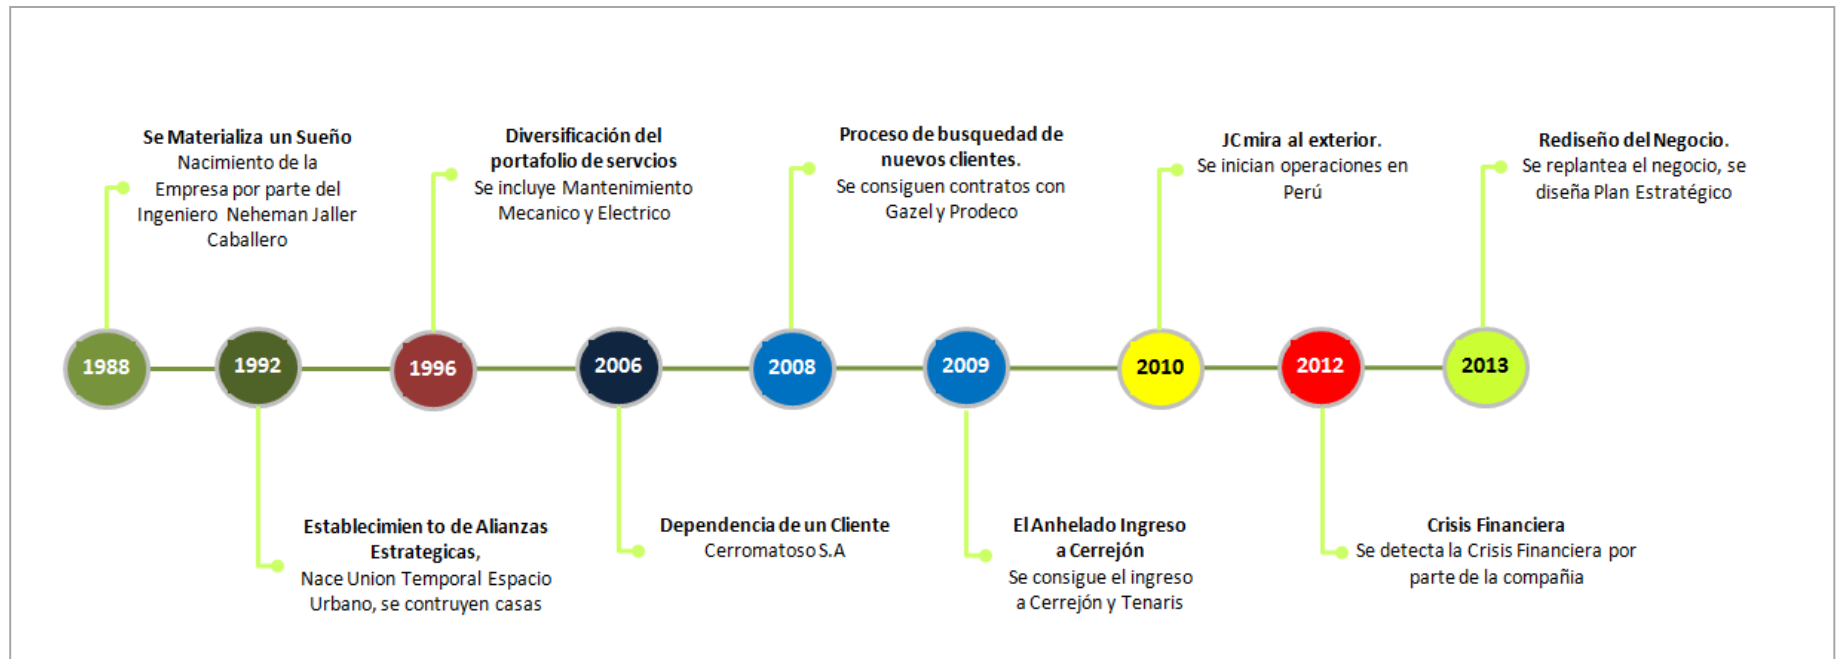 Se Materializa un Sueño
Nacimiento de la
Empresa por parte del
Ingeniero Neheman Jaller
Caballero
Diversificación del
portafolio de servcios
Se incluye Mantenimiento
Mecanico y Electrico
Proceso de busquedad de
nuevos clientes.
Se consiguen contratos con
Gazel y Prodeco
JC mira al exterior.
Se inician operaciones en
Perú
Rediseño del Negocio.
Se replantea el negocio, se
diseña Plan Estratégico
1988
1992
1996
2006
2008
2009
2010
2012
2013
Establecimien to de Alianzas
Estrategicas,
Nace Union Temporal Espacio
Urbano, se contruyen casas
Dependencia de un Cliente
Cerromatoso S.A
El Anhelado Ingreso
a Cerrejón
Se consigue el ingreso
a Cerrejón y Tenaris
Crisis Financiera
Se detecta la Crisis Financiera por
parte de la compañia